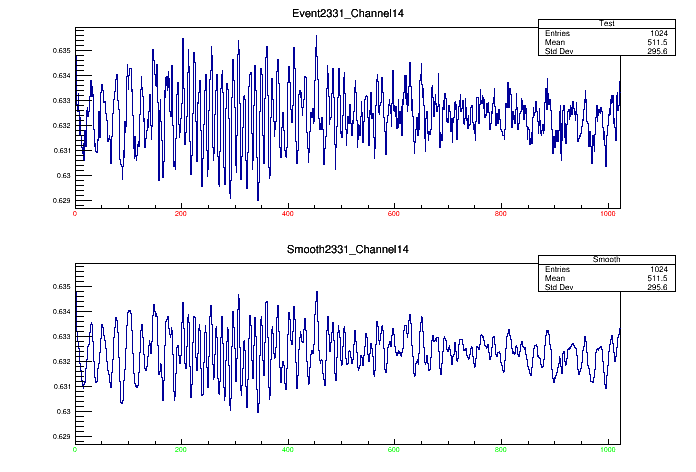 Event2331_Channel14
Test
Entries 1024
Mean 511.5
Std Dev 295.6
0.635
0.634
0.633
0.632
0.631
0.63
0.629
0 200 400 600 800 1000
Smooth2331_Channel14
Smooth
Entries 1024
Mean 511.5
Std Dev 295.6
0.635
0.634
0.633
0.632
0.631
0.63
0.629
0 200 400 600 800 1000